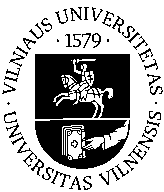 · VILNIAUS UNIVERSITETAS ·
· 1579 ·
UNIVERSITAS VILNENSIS